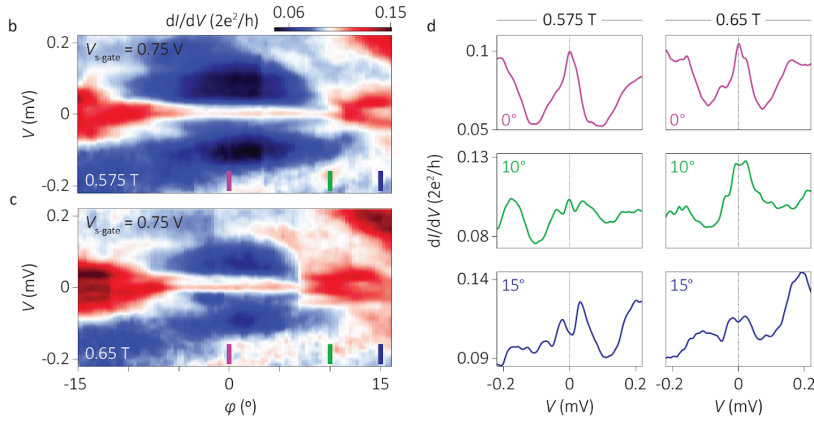 b
dI/dV (2e²/h)
0.06
0.15
Vs-gate = 0.75 V
0.2
0
-0.2
V (mV)
0.575 T
c
Vs-gate = 0.75 V
0.2
0
-0.2
V (mV)
0.65 T
-15
0
15
φ (º)
d
0.575 T
0.65 T
0.1
0.05
0°
0°
dI/dV (2e²/h)
0.13
0.08
10°
10°
0.14
0.09
15°
15°
-0.2
0
0.2
-0.2
0
0.2
V (mV)
V (mV)